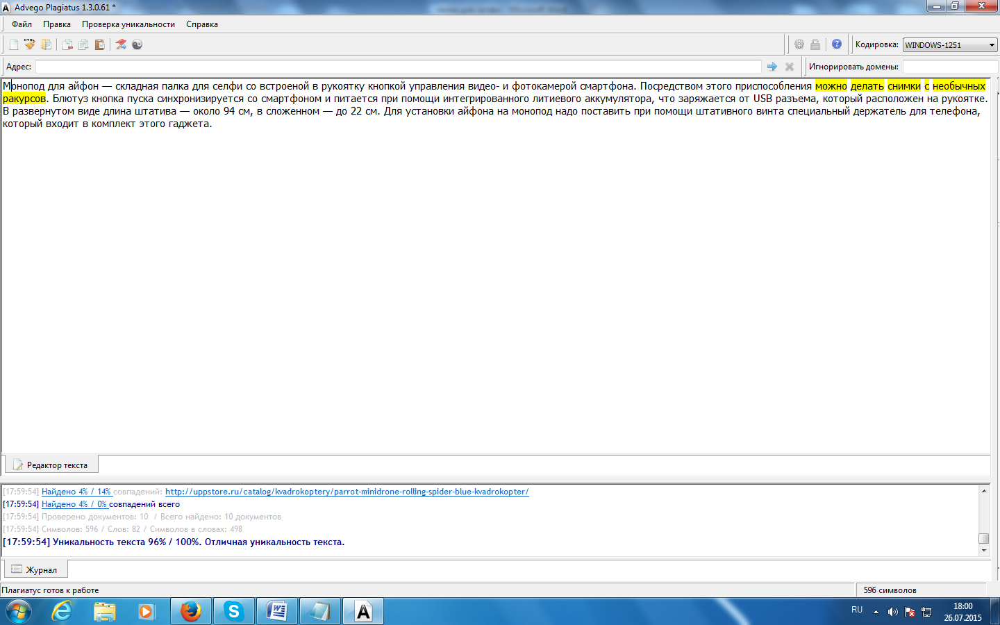 Advego Plagiatus 1.3.0.61 *
Файл Правка Проверка уникальности Справка
HTML Кодировка: WINDOWS-1251
Адрес: Игнорировать домены:
Монопод для айфон — складная палка для селфи со встроеной в рукоятку кнопкой управления видео- и фотокамерой смартфона. Посредством этого приспособления можно делать снимки с необычных
ракурсов. Блютуз кнопка пуска синхронизируется со смартфоном и питается при помощи интегрированного литиевого аккумулятора, что заряжается от USB разъема, который расположен на рукоятке.
В развернутом виде длина штатива — около 94 см, в сложенном — до 22 см. Для установки айфона на монопод надо поставить при помощи штативного винта специальный держатель для телефона,
который входит в комплект этого гаджета.
Редактор текста
[17:59:54] Найдено 4% / 14% совпадений: http://uppstore.ru/catalog/kvadrokoptery/parrot-minidrone-rolling-spider-blue-kvadrokopter/
[17:59:54] Найдено 4% / 0% совпадений всего
[17:59:54] Проверено документов: 10 / Всего найдено: 10 документов
[17:59:54] Символов: 596 / Слов: 82 / Символов в словах: 498
[17:59:54] Уникальность текста 96% / 100%. Отличная уникальность текста.
Журнал
Плагиатус готов к работе 596 символов
RU 18:00
26.07.2015